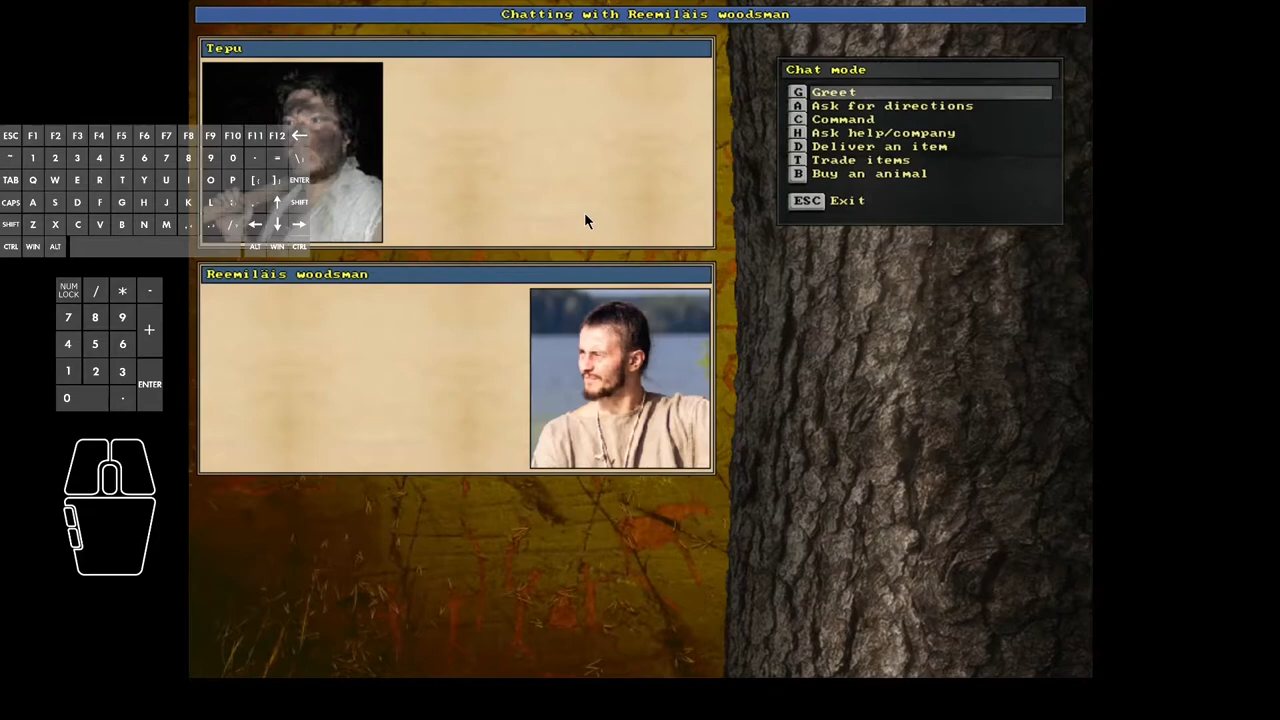 Chatting with Reemiläis woodsman
Tepu
Chat mode
G Greet
A Ask for directions
C Command
H Ask help/company
D Deliver an item
T Trade items
B Buy an animal
ESC Exit
ESC F1 F2 F3 F4 F5 F6 F7 F8 F9 F10 F11 F12 ←
~ 1 2 3 4 5 6 7 8 9 0 - = \
TAB Q W E R T Y U I O P [{ ]} ENTER
CAPS A S D F G H J K L : ↑ SHIFT
SHIFT Z X C V B N M / ← ↓ →
CTRL WIN ALT ALT WIN CTRL
Reemiläis woodsman
NUM LOCK / * -
7 8 9 +
4 5 6
1 2 3 ENTER
0 .